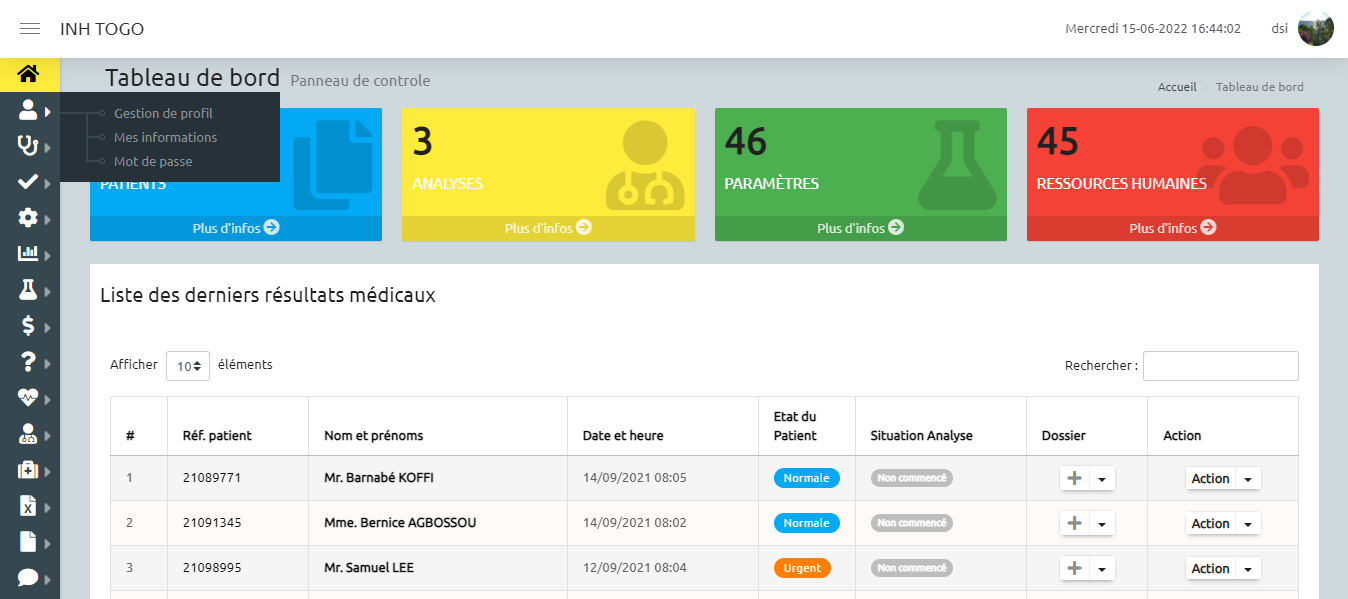 INH TOGO
Mercredi 15-06-2022 16:44:02
dsi
Tableau de bord Panneau de controle
Accueil
Tableau de bord
Gestion de profil
Mes informations
Mot de passe
PATIENTS
Plus d'infos
3
ANALYSES
Plus d'infos
46
PARAMÈTRES
Plus d'infos
45
RESSOURCES HUMAINES
Plus d'infos
Liste des derniers résultats médicaux
Afficher 10 éléments
Rechercher :
# Réf. patient Nom et prénoms Date et heure Etat du Patient Situation Analyse Dossier Action
1 21089771 Mr. Barnabé KOFFI 14/09/2021 08:05 Normale Non commencé Action
2 21091345 Mme. Bernice AGBOSSOU 14/09/2021 08:02 Normale Non commencé Action
3 21098995 Mr. Samuel LEE 12/09/2021 08:04 Urgent Non commencé Action